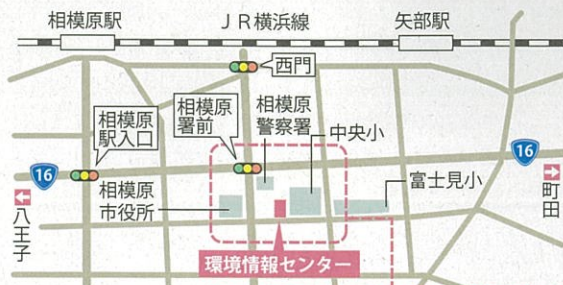 相模原駅
JR横浜線
矢部駅
西門
相模原
駅入口
相模原
署前
相模原
警察署
中央小
16
16
相模原
市役所
富士見小
八王子
町田
環境情報センター